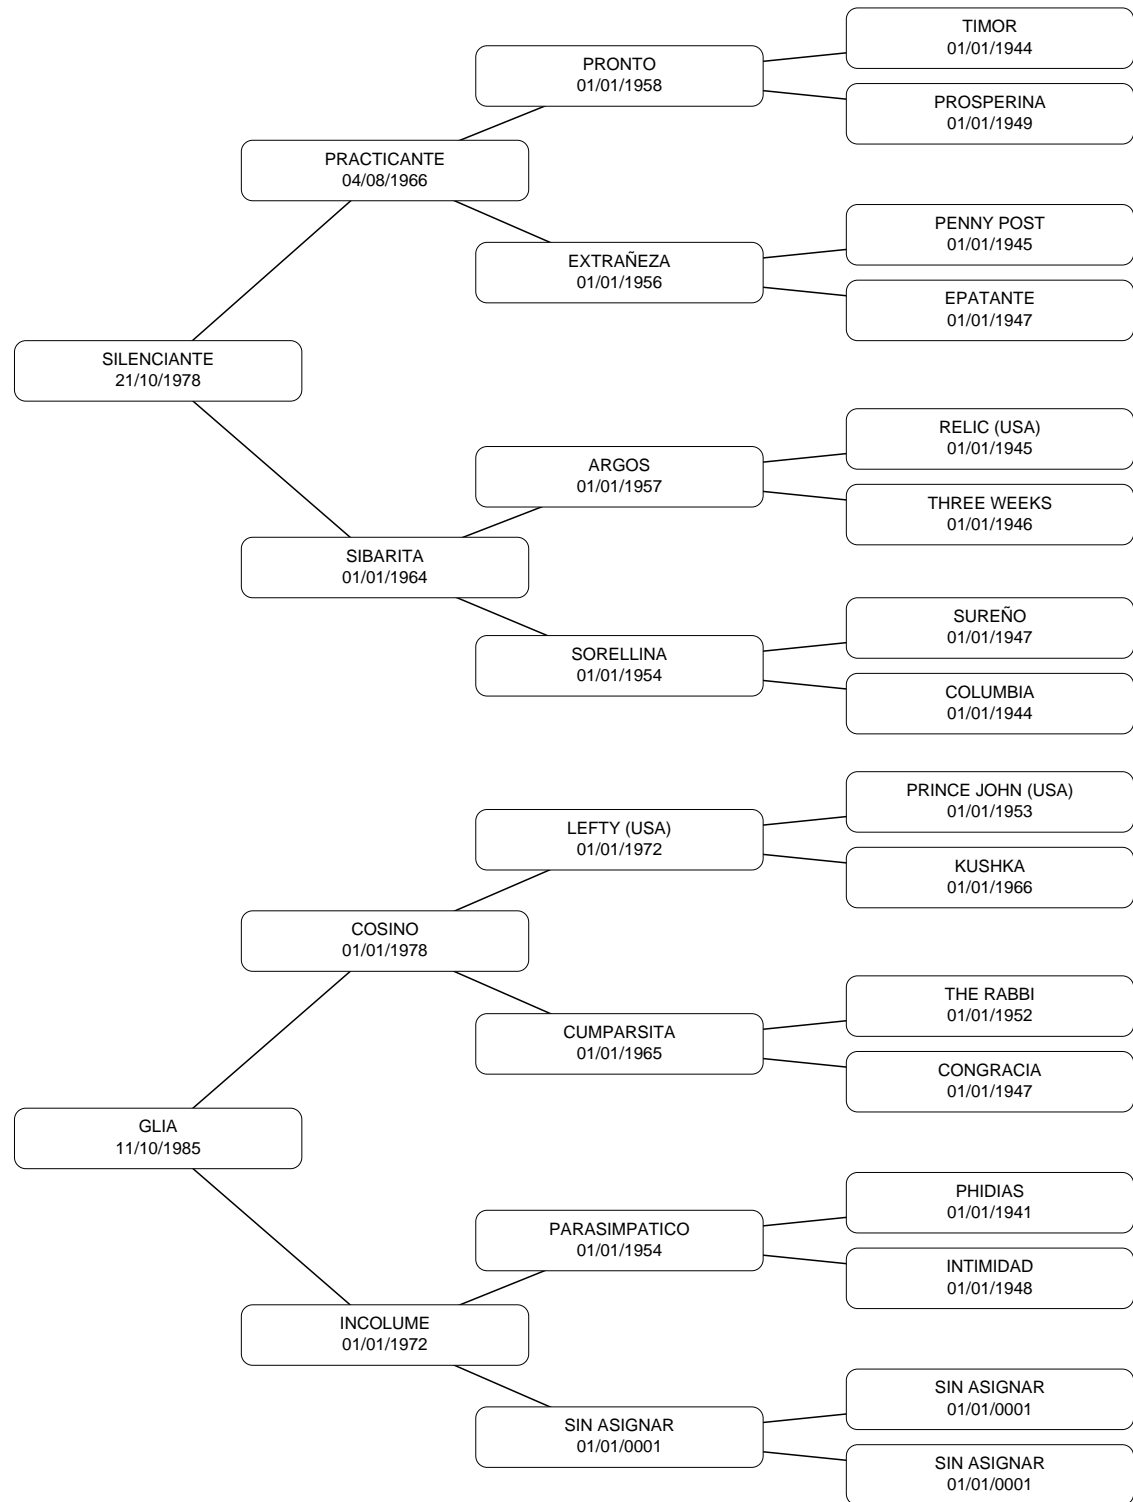 TIMOR
01/01/1944
PRONTO
01/01/1958
PROSPERINA
01/01/1949
PRACTICANTE
04/08/1966
PENNY POST
01/01/1945
EXTRAÑEZA
01/01/1956
EPATANTE
01/01/1947
SILENCIANTE
21/10/1978
RELIC (USA)
01/01/1945
ARGOS
01/01/1957
THREE WEEKS
01/01/1946
SIBARITA
01/01/1964
SUREÑO
01/01/1947
SORELLINA
01/01/1954
COLUMBIA
01/01/1944
PRINCE JOHN (USA)
01/01/1953
LEFTY (USA)
01/01/1972
KUSHKA
01/01/1966
COSINO
01/01/1978
THE RABBI
01/01/1952
CUMPARSITA
01/01/1965
CONGRACIA
01/01/1947
GLIA
11/10/1985
PHIDIAS
01/01/1941
PARASIMPATICO
01/01/1954
INTIMIDAD
01/01/1948
INCOLUME
01/01/1972
SIN ASIGNAR
01/01/0001
SIN ASIGNAR
01/01/0001
SIN ASIGNAR
01/01/0001